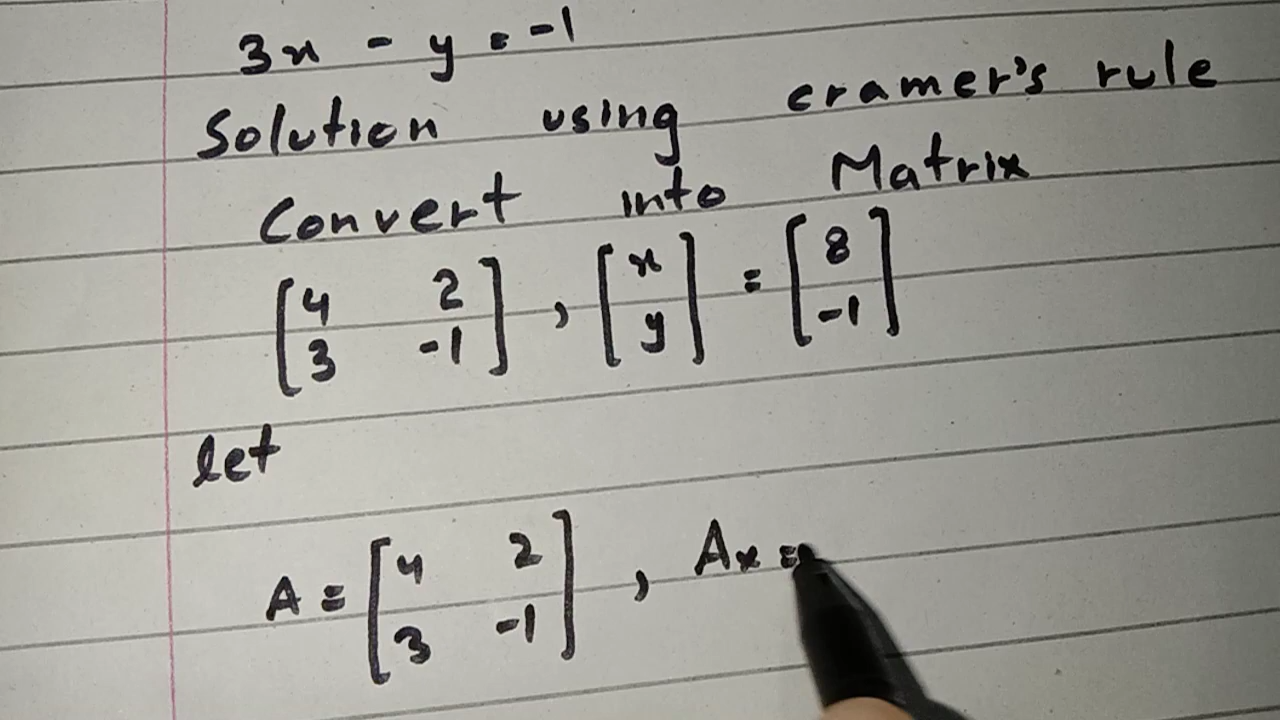 3x - y = -1
Solution using cramer's rule
Convert into Matrix
[4 2
3 -1] , [x
y] = [8
-1]
let
A = [4 2
3 -1] , Ax =